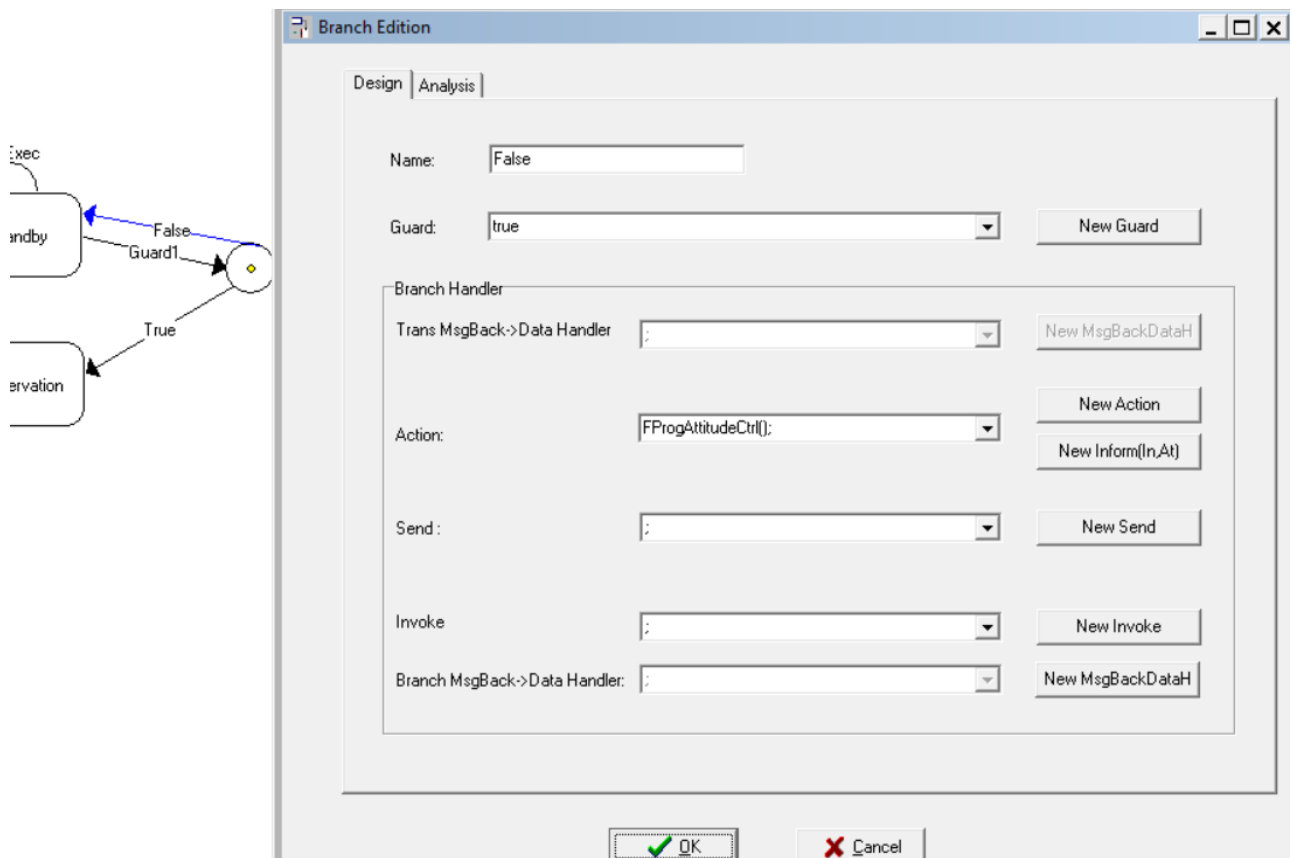 Branch Edition
Design
Analysis
Name:
False
Guard:
true
New Guard
Branch Handler
Trans MsgBack->Data Handler
;
New MsgBackDataH
Action:
FProgAttitudeCtrl();
New Action
New Inform(In,At)
Send :
;
New Send
Invoke
;
New Invoke
Branch MsgBack->Data Handler:
;
New MsgBackDataH
OK
Cancel
Exec
andby
False
Guard1
True
ervation